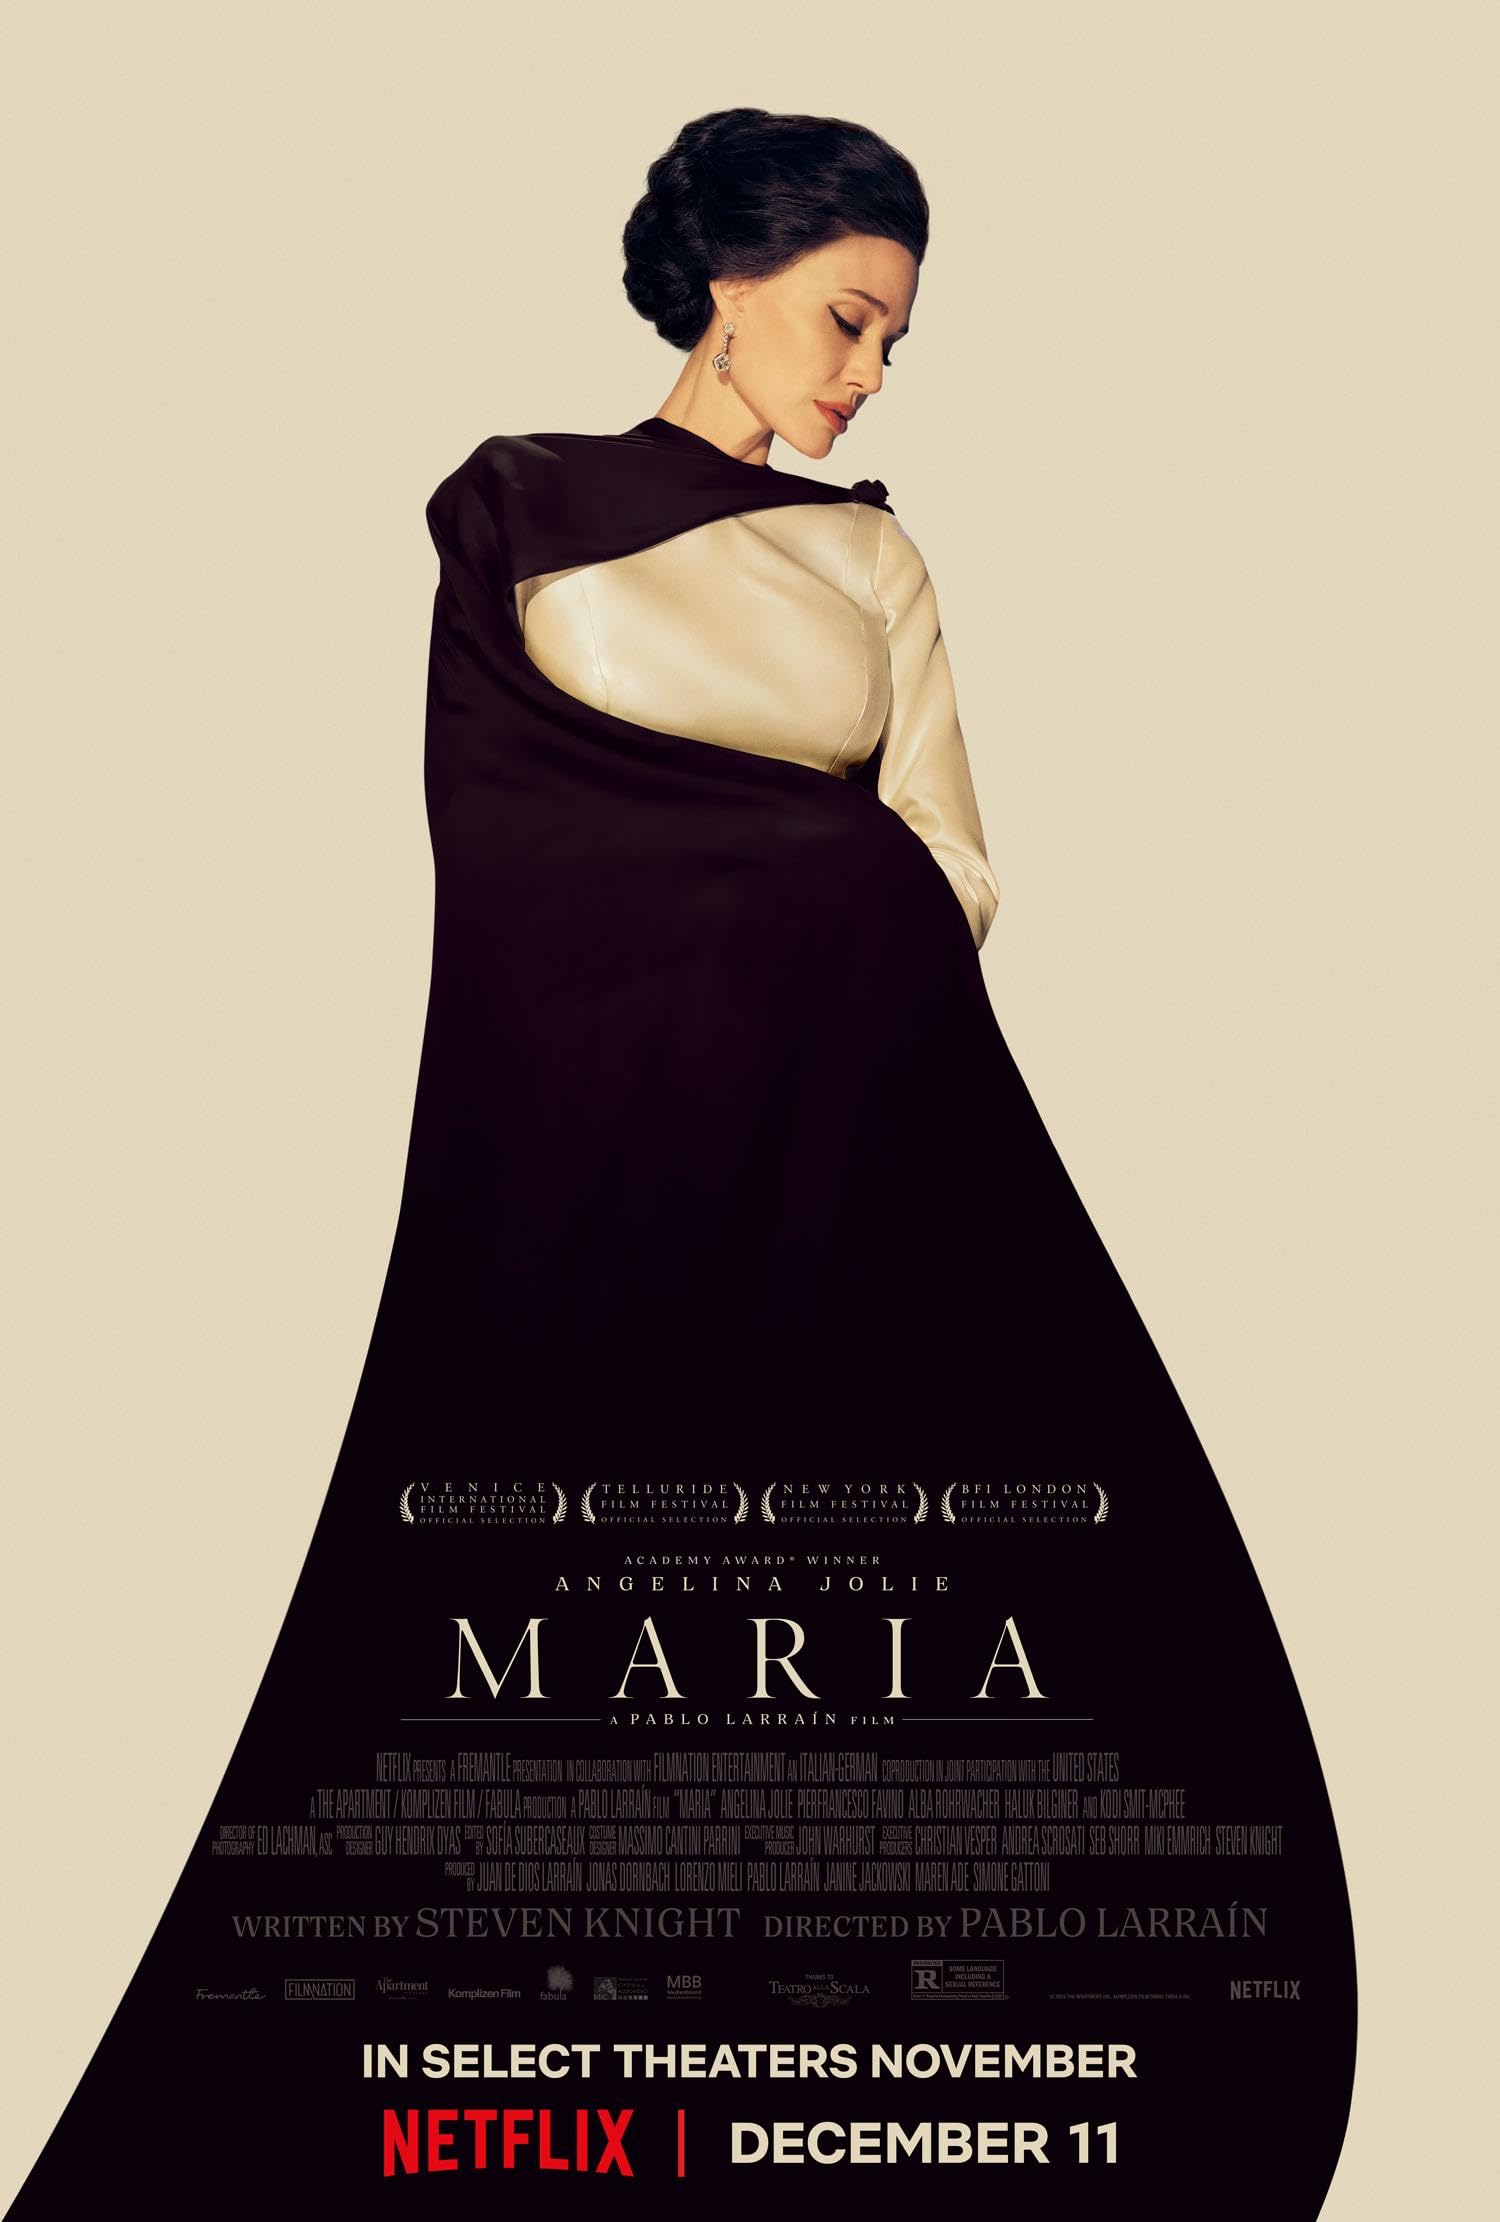 VENICE
INTERNATIONAL
FILM FESTIVAL
OFFICIAL SELECTION
TELLURIDE
FILM FESTIVAL
OFFICIAL SELECTION
NEW YORK
FILM FESTIVAL
OFFICIAL SELECTION
BFI LONDON
FILM FESTIVAL
OFFICIAL SELECTION
ACADEMY AWARD® WINNER
ANGELINA JOLIE
MARIA
A PABLO LARRAÍN FILM
NETFLIX PRESENTS A FREMANTLE PRESENTATION IN COLLABORATION WITH FILMNATION ENTERTAINMENT AN ITALIAN-GERMAN COPRODUCTION IN JOINT PARTICIPATION WITH THE UNITED STATES
A THE APARTMENT / KOMPLIZEN FILM / FABULA PRODUCTION A PABLO LARRAÍN FILM "MARIA" ANGELINA JOLIE PIERFRANCESCO FAVINO ALBA ROHRWACHER HALUK BILGINER AND KODI SMIT-MCPHEE
DIRECTOR OF PHOTOGRAPHY ED LACHMAN, ASC PRODUCTION DESIGNER GUY HENDRIX DYAS EDITED BY SOFÍA SUBERCASEAUX COSTUME DESIGNER MASSIMO CANTINI PARRINI EXECUTIVE MUSIC PRODUCER JOHN WARHURST EXECUTIVE PRODUCERS CHRISTIAN VESPER ANDREA SCROSATI SEB SHORR MIKI EMMRICH STEVEN KNIGHT
PRODUCED BY JUAN DE DIOS LARRAÍN JONAS DORNBACH LORENZO MIELI PABLO LARRAÍN JANINE JACKOWSKI MAREN ADE SIMONE GATTONI
WRITTEN BY STEVEN KNIGHT DIRECTED BY PABLO LARRAÍN
Fremantle
FILMNATION
The Apartment
Komplizen Film
fabula
MiC
MBB
Medienboard
THANKS TO
TEATRO ALLA SCALA
RESTRICTED
R
SOME LANGUAGE
INCLUDING A
SEXUAL REFERENCE
NETFLIX
IN SELECT THEATERS NOVEMBER
NETFLIX | DECEMBER 11